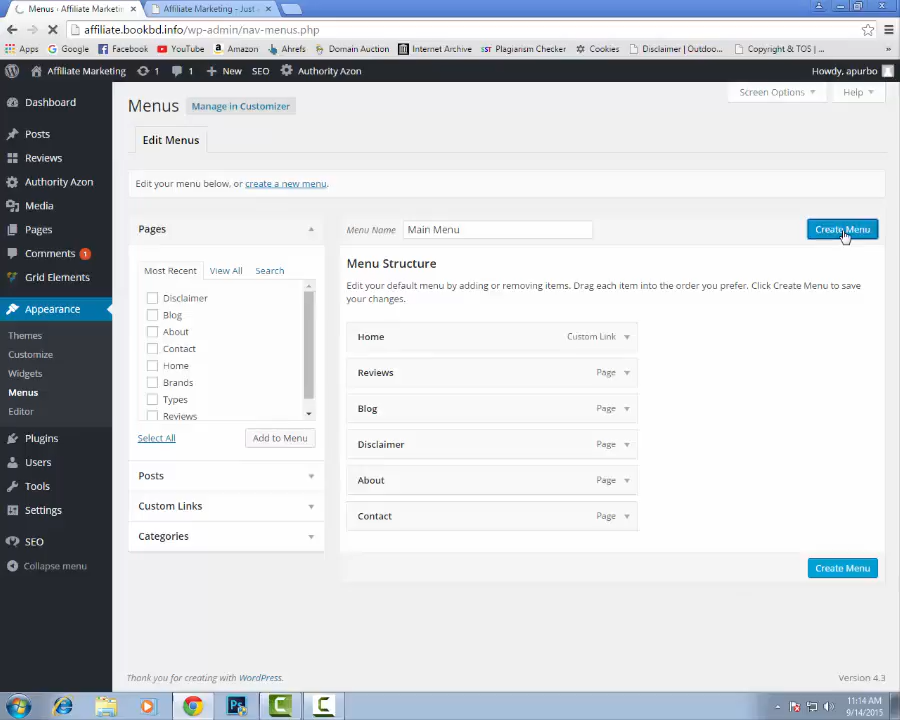 Menus ‹ Affiliate Marketin
Affiliate Marketing - Just
affiliate.bookbd.info/wp-admin/nav-menus.php
Apps
Google
Facebook
YouTube
Amazon
Ahrefs
Domain Auction
Internet Archive
SST Plagiarism Checker
Cookies
Disclaimer | Outdoo...
Copyright & TOS | ...
Affiliate Marketing
1
1
New
SEO
Authority Azon
Howdy, apurbo
Dashboard
Posts
Reviews
Authority Azon
Media
Pages
Comments 1
Grid Elements
Appearance
Themes
Customize
Widgets
Menus
Editor
Plugins
Users
Tools
Settings
SEO
Collapse menu
Menus
Manage in Customizer
Screen Options
Help
Edit Menus
Edit your menu below, or create a new menu.
Pages
Most Recent
View All
Search
Disclaimer
Blog
About
Contact
Home
Brands
Types
Reviews
Select All
Add to Menu
Posts
Custom Links
Categories
Menu Name
Main Menu
Create Menu
Menu Structure
Edit your default menu by adding or removing items. Drag each item into the order you prefer. Click Create Menu to save
your changes.
Home Custom Link
Reviews Page
Blog Page
Disclaimer Page
About Page
Contact Page
Create Menu
Thank you for creating with WordPress.
Version 4.3
Ps
11:14 AM
9/14/2015